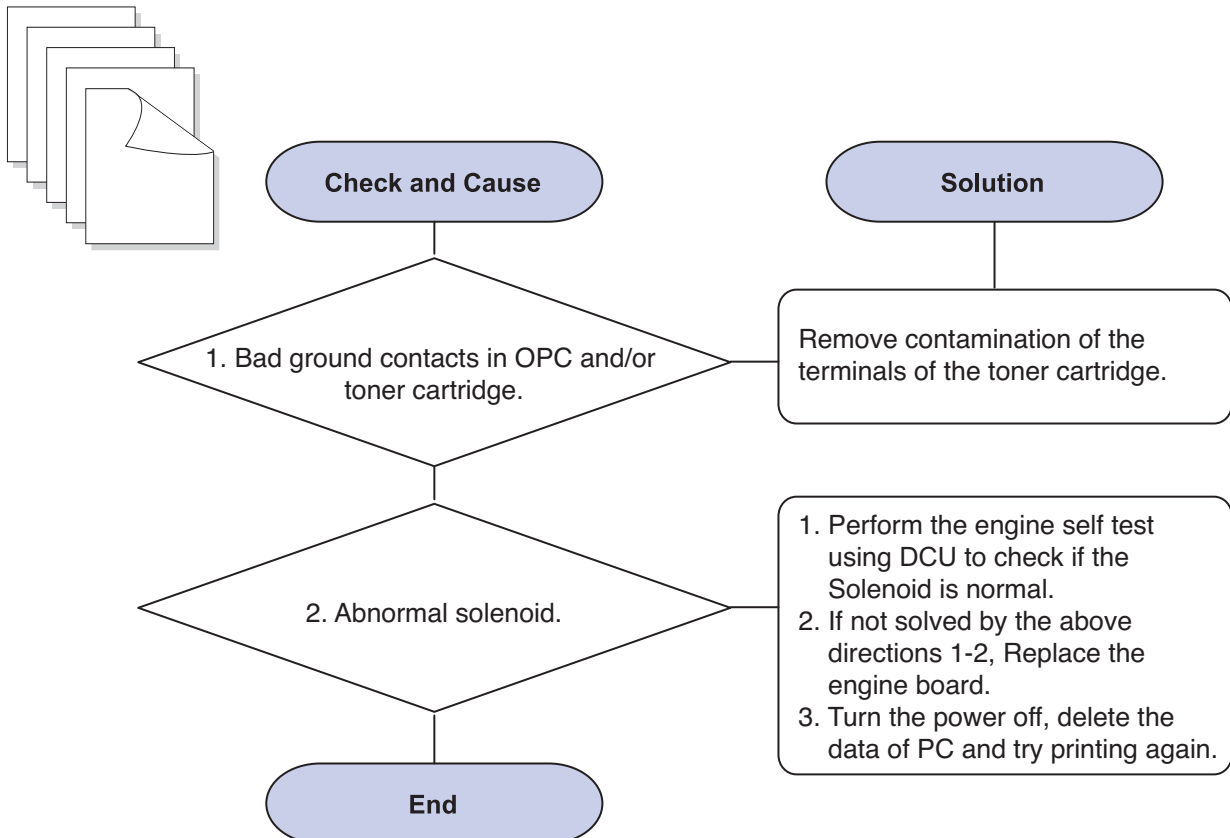 Check and Cause
Solution
1. Bad ground contacts in OPC and/or
toner cartridge.
Remove contamination of the
terminals of the toner cartridge.
2. Abnormal solenoid.
1. Perform the engine self test
using DCU to check if the
Solenoid is normal.
2. If not solved by the above
directions 1-2, Replace the
engine board.
3. Turn the power off, delete the
data of PC and try printing again.
End